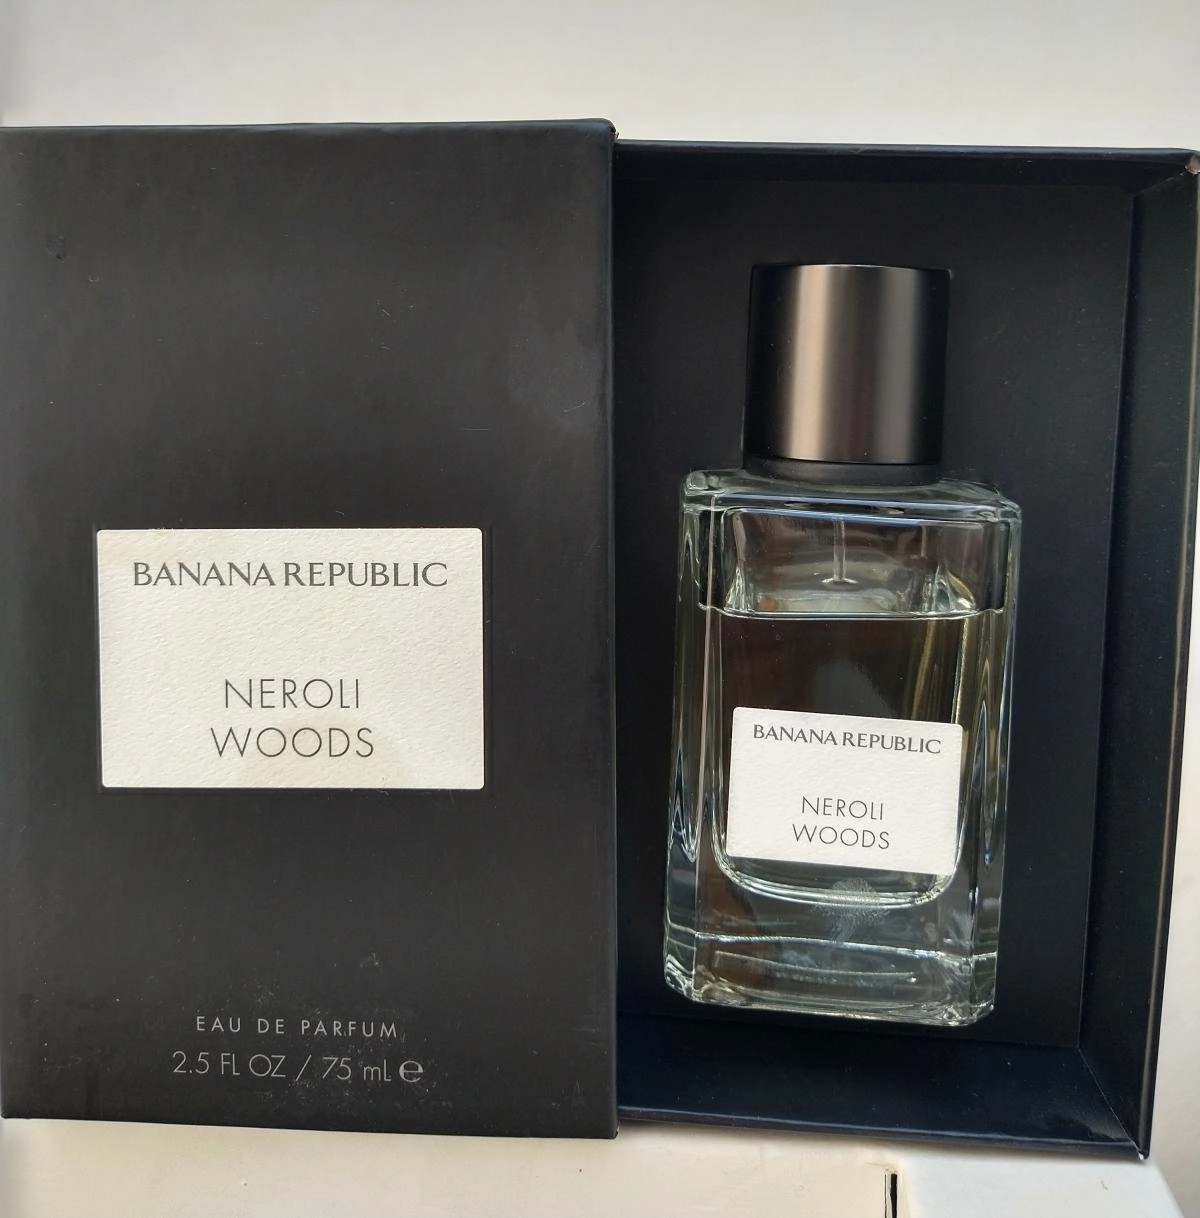 BANANA REPUBLIC
NEROLI
WOODS
EAU DE PARFUM
2.5 FL OZ / 75 mL ℮
BANANA REPUBLIC
NEROLI
WOODS